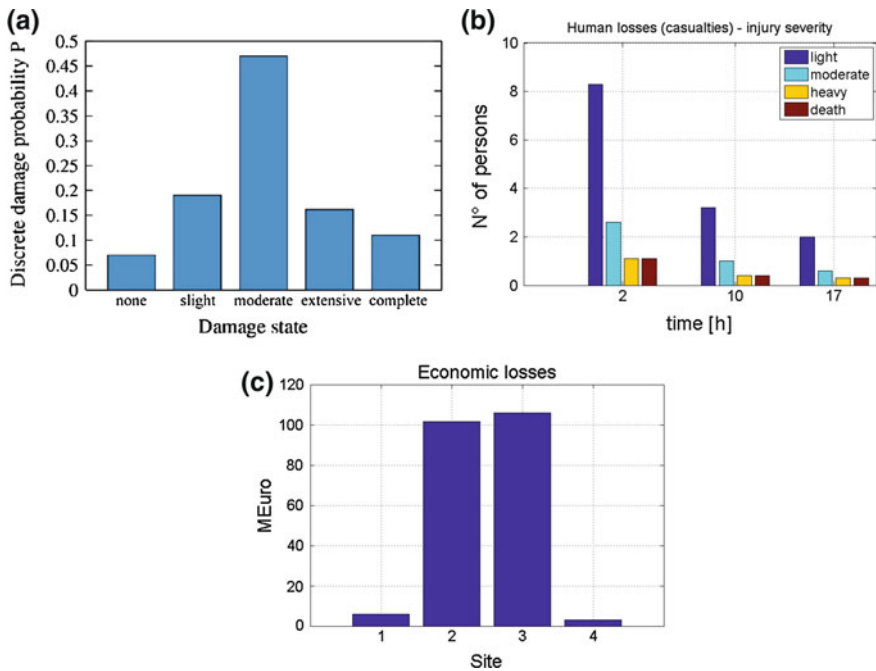 (a)
Discrete damage probability P
0.5
0.45
0.4
0.35
0.3
0.25
0.2
0.15
0.1
0.05
0
none slight moderate extensive complete
Damage state
(b)
Human losses (casualties) - injury severity
N° of persons
10
8
6
4
2
0
light
moderate
heavy
death
2 10 17
time [h]
(c)
Economic losses
MEuro
120
100
80
60
40
20
0
1 2 3 4
Site